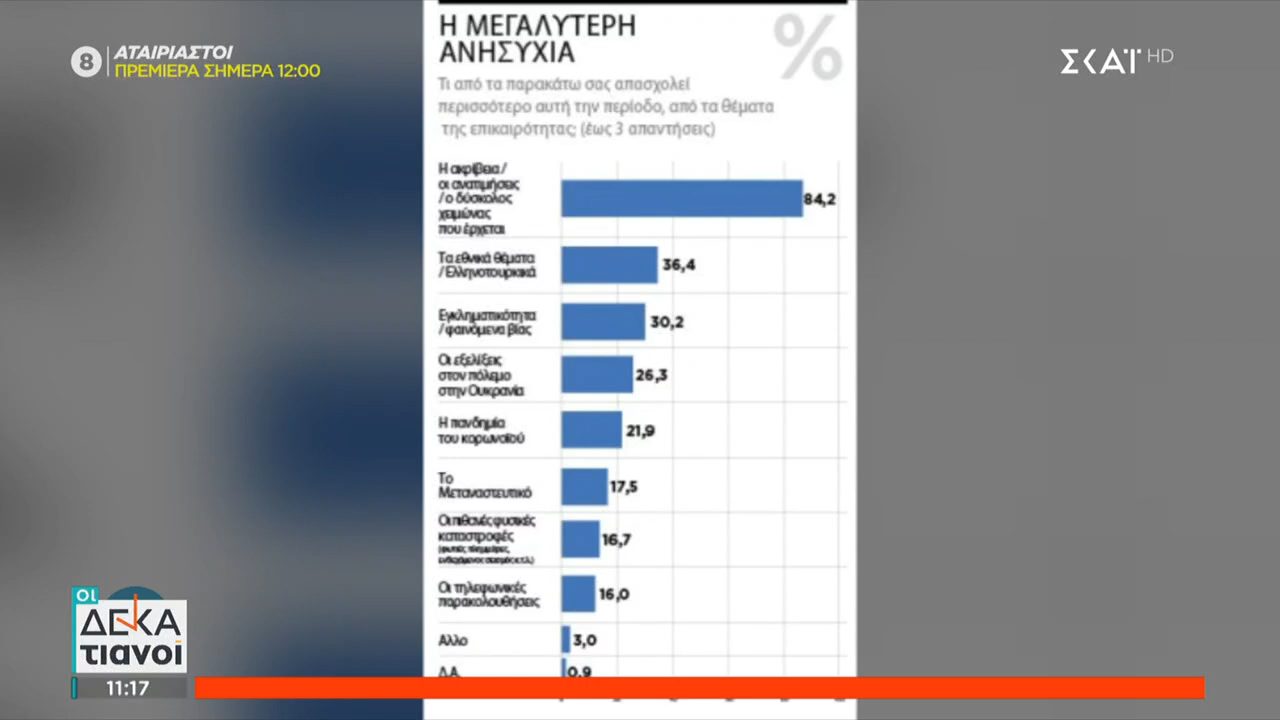 8 ΑΤΑΙΡΙΑΣΤΟΙ
ΠΡΕΜΙΕΡΑ ΣΗΜΕΡΑ 12:00
ΣΚΑΪ HD
Η ΜΕΓΑΛΥΤΕΡΗ
ΑΝΗΣΥΧΙΑ
%
Τι από τα παρακάτω σας απασχολεί
περισσότερο αυτή την περίοδο, από τα θέματα
της επικαιρότητας; (έως 3 απαντήσεις)
Η ακρίβεια /
οι ανατιμήσεις
/ ο δύσκολος
χειμώνας
που έρχεται
84,2
Τα εθνικά θέματα
/ Ελληνοτουρκικά
36,4
Εγκληματικότητα
/ φαινόμενα βίας
30,2
Οι εξελίξεις
στον πόλεμο
στην Ουκρανία
26,3
Η πανδημία
του κορωνοϊού
21,9
Το
Μεταναστευτικό
17,5
Οι πιθανές φυσικές
καταστροφές
16,7
Οι τηλεφωνικές
παρακολουθήσεις
16,0
Άλλο
3,0
Δ.Α.
0,9
ΟΙ
ΔΕΚΑ
τιανοί
11:17